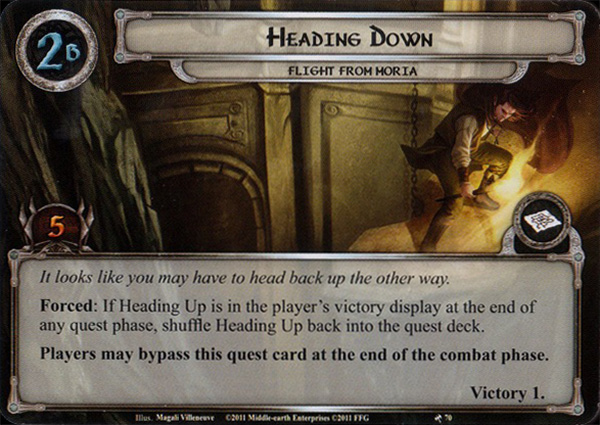 2B
HEADING DOWN
FLIGHT FROM MORIA
5
It looks like you may have to head back up the other way.
Forced: If Heading Up is in the player's victory display at the end of
any quest phase, shuffle Heading Up back into the quest deck.
Players may bypass this quest card at the end of the combat phase.
Victory 1.
Illus. Magali Villeneuve ©2011 Middle-earth Enterprises ©2011 FFG 70